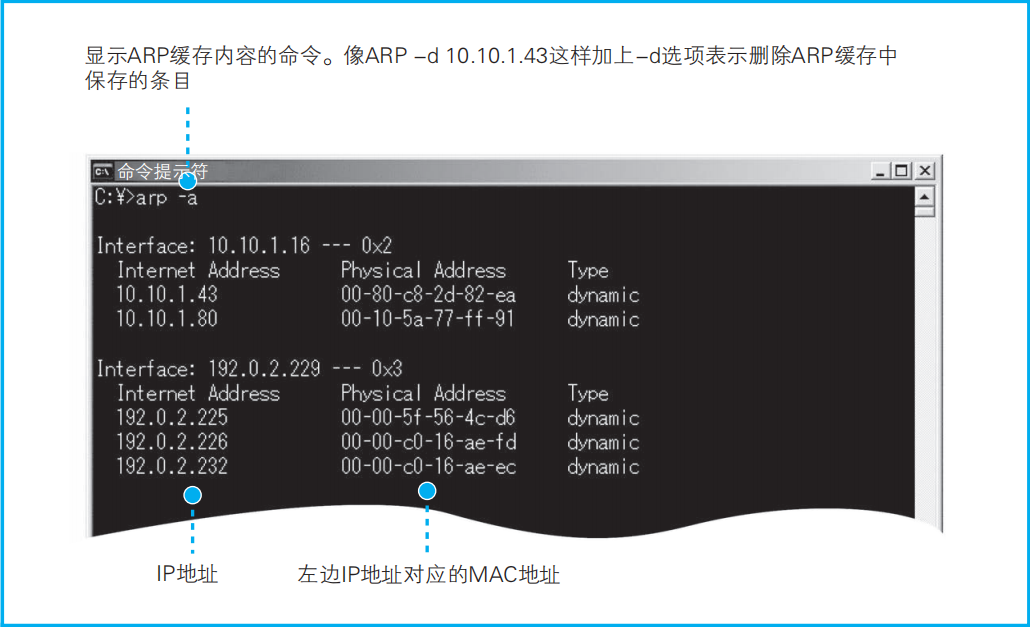 显示ARP缓存内容的命令。像ARP –d 10.10.1.43这样加上–d选项表示删除ARP缓存中
保存的条目
命令提示符
C:¥>arp -a
Interface: 10.10.1.16 --- 0x2
Internet Address Physical Address Type
10.10.1.43 00-80-c8-2d-82-ea dynamic
10.10.1.80 00-10-5a-77-ff-91 dynamic
Interface: 192.0.2.229 --- 0x3
Internet Address Physical Address Type
192.0.2.225 00-00-5f-56-4c-d6 dynamic
192.0.2.226 00-00-c0-16-ae-fd dynamic
192.0.2.232 00-00-c0-16-ae-ec dynamic
IP地址 左边IP地址对应的MAC地址